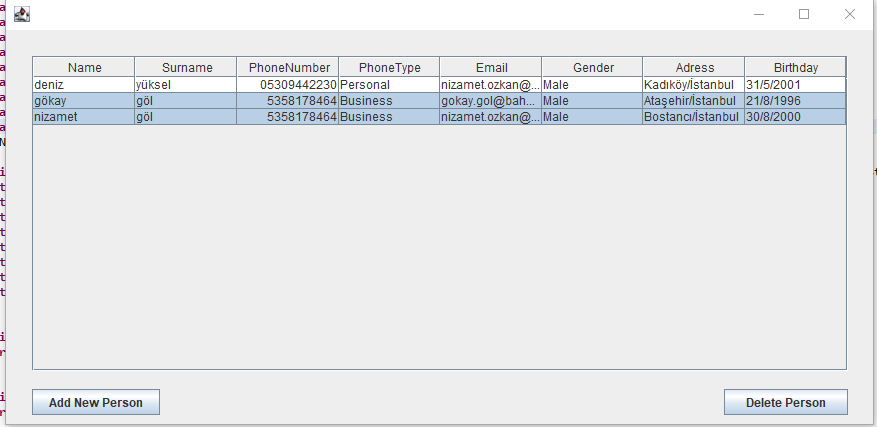 Name Surname PhoneNumber PhoneType Email Gender Adress Birthday
deniz yüksel 05309442230 Personal nizamet.ozkan@... Male Kadıköy/İstanbul 31/5/2001
gökay göl 5358178464 Business gokay.gol@bah... Male Ataşehir/İstanbul 21/8/1996
nizamet göl 5358178464 Business nizamet.ozkan@... Male Bostancı/İstanbul 30/8/2000
Add New Person Delete Person